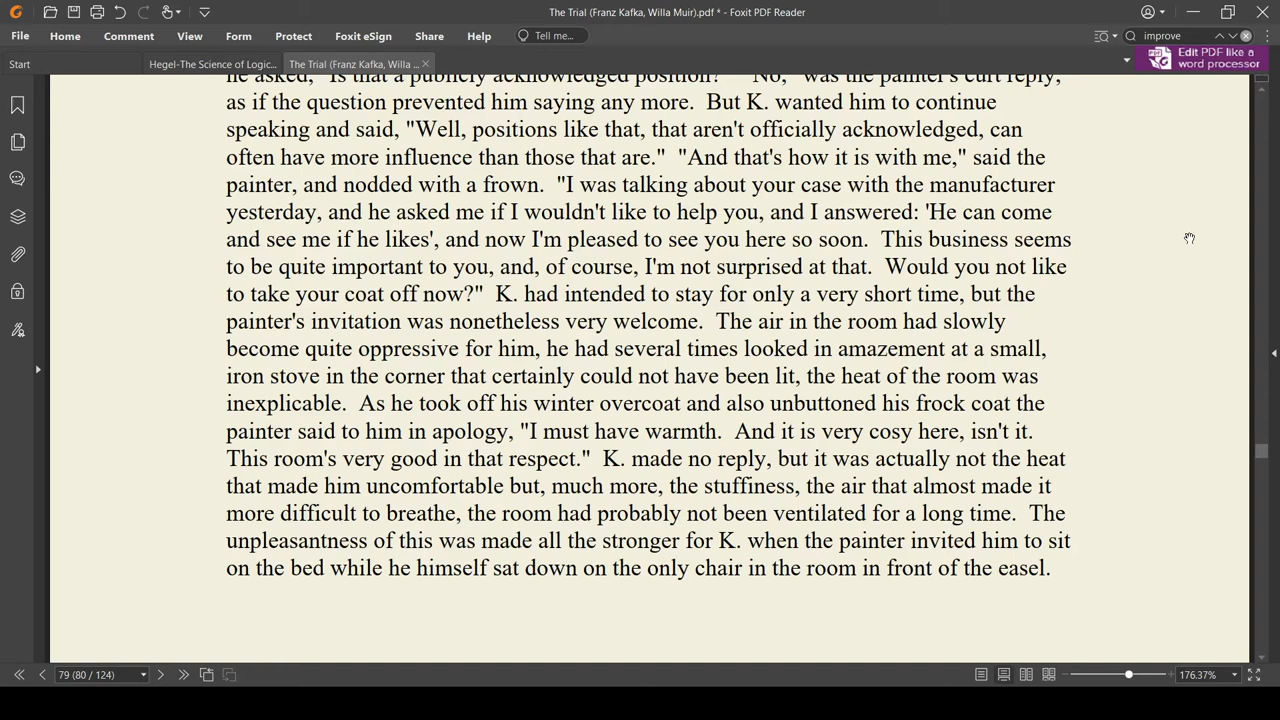 The Trial (Franz Kafka, Willa Muir).pdf * - Foxit PDF Reader
File Home Comment View Form Protect Foxit eSign Share Help Tell me... improve
Start Hegel-The Science of Logic... The Trial (Franz Kafka, Willa ... Edit PDF like a
word processor
he asked, "Is that a publicly acknowledged position?" "No," was the painter's curt reply,
as if the question prevented him saying any more. But K. wanted him to continue
speaking and said, "Well, positions like that, that aren't officially acknowledged, can
often have more influence than those that are." "And that's how it is with me," said the
painter, and nodded with a frown. "I was talking about your case with the manufacturer
yesterday, and he asked me if I wouldn't like to help you, and I answered: 'He can come
and see me if he likes', and now I'm pleased to see you here so soon. This business seems
to be quite important to you, and, of course, I'm not surprised at that. Would you not like
to take your coat off now?" K. had intended to stay for only a very short time, but the
painter's invitation was nonetheless very welcome. The air in the room had slowly
become quite oppressive for him, he had several times looked in amazement at a small,
iron stove in the corner that certainly could not have been lit, the heat of the room was
inexplicable. As he took off his winter overcoat and also unbuttoned his frock coat the
painter said to him in apology, "I must have warmth. And it is very cosy here, isn't it.
This room's very good in that respect." K. made no reply, but it was actually not the heat
that made him uncomfortable but, much more, the stuffiness, the air that almost made it
more difficult to breathe, the room had probably not been ventilated for a long time. The
unpleasantness of this was made all the stronger for K. when the painter invited him to sit
on the bed while he himself sat down on the only chair in the room in front of the easel.
79 (80 / 124) 176.37%